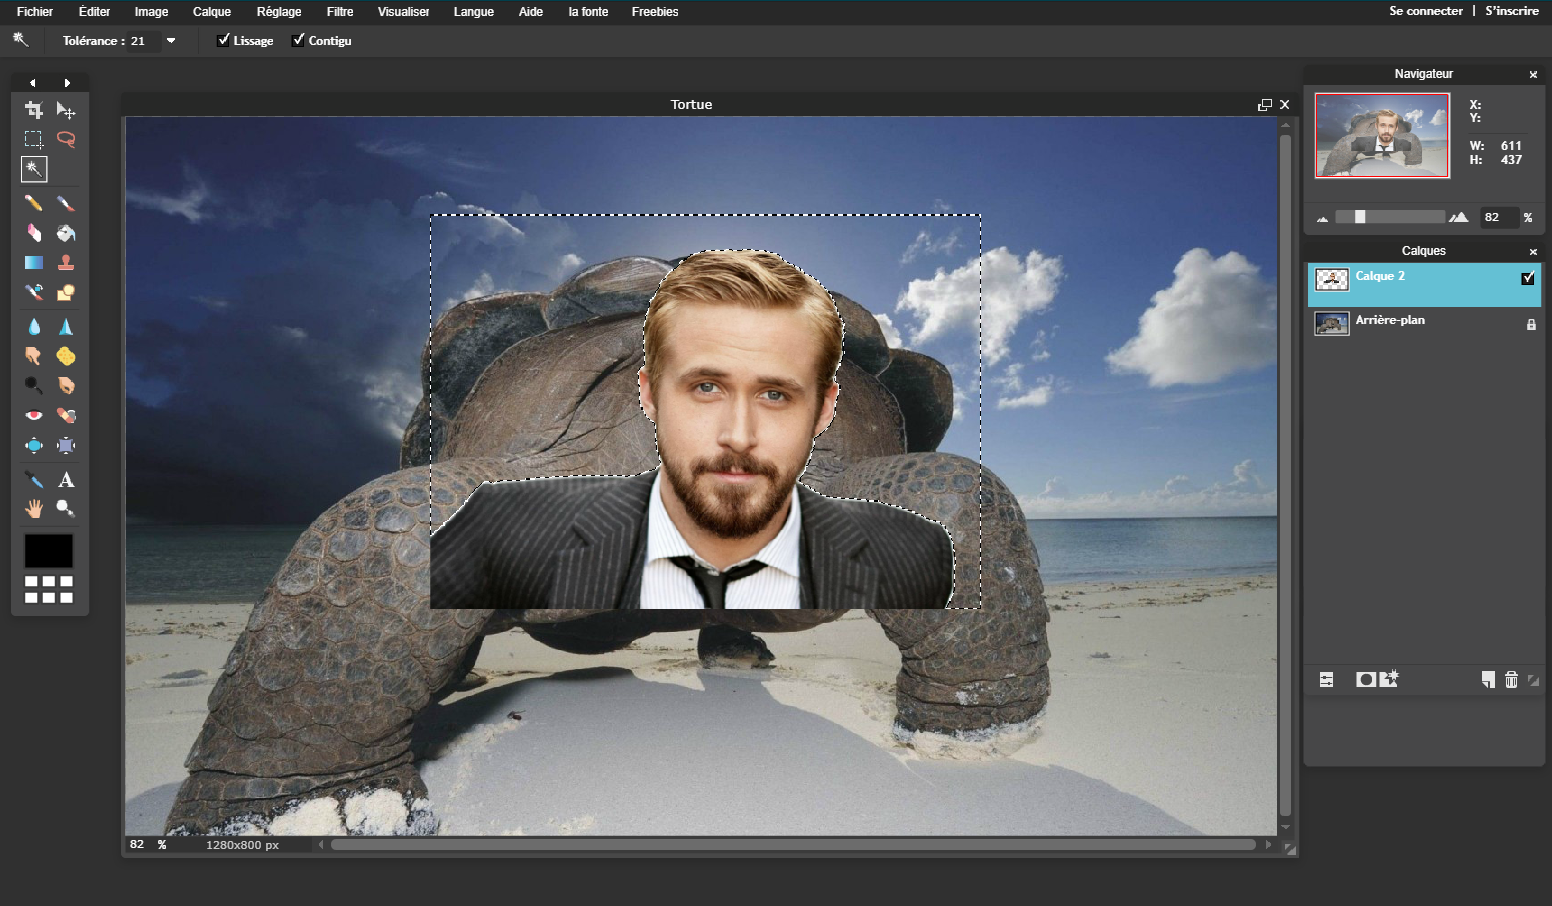 Fichier Éditer Image Calque Réglage Filtre Visualiser Langue Aide la fonte Freebies Se connecter | S'inscrire
Tolérance : 21 Lissage Contigu
Tortue
Navigateur
X:
Y:
W: 611
H: 437
82 %
Calques
Calque 2
Arrière-plan
A
82 % 1280x800 px